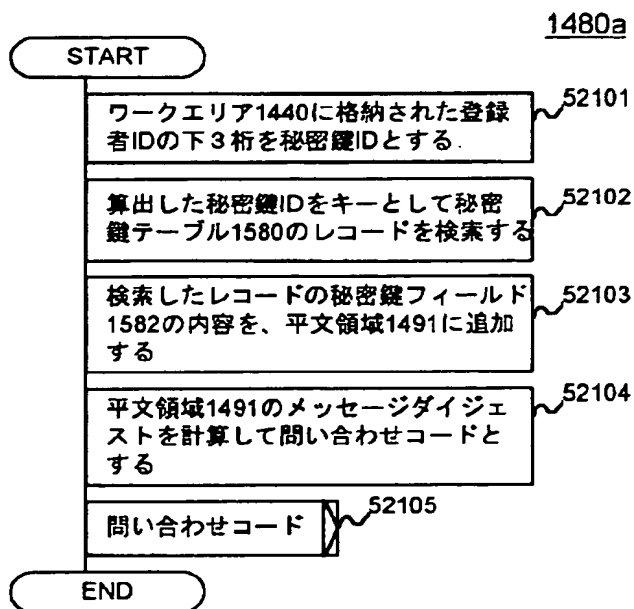 1480a
START
ワークエリア1440に格納された登録
者IDの下3桁を秘密鍵IDとする.
52101
算出した秘密鍵IDをキーとして秘密
鍵テーブル1580のレコードを検索する
52102
検索したレコードの秘密鍵フィールド
1582の内容を、平文領域1491に追加
する
52103
平文領域1491のメッセージダイジェ
ストを計算して問い合わせコードと
する
52104
問い合わせコード
52105
END